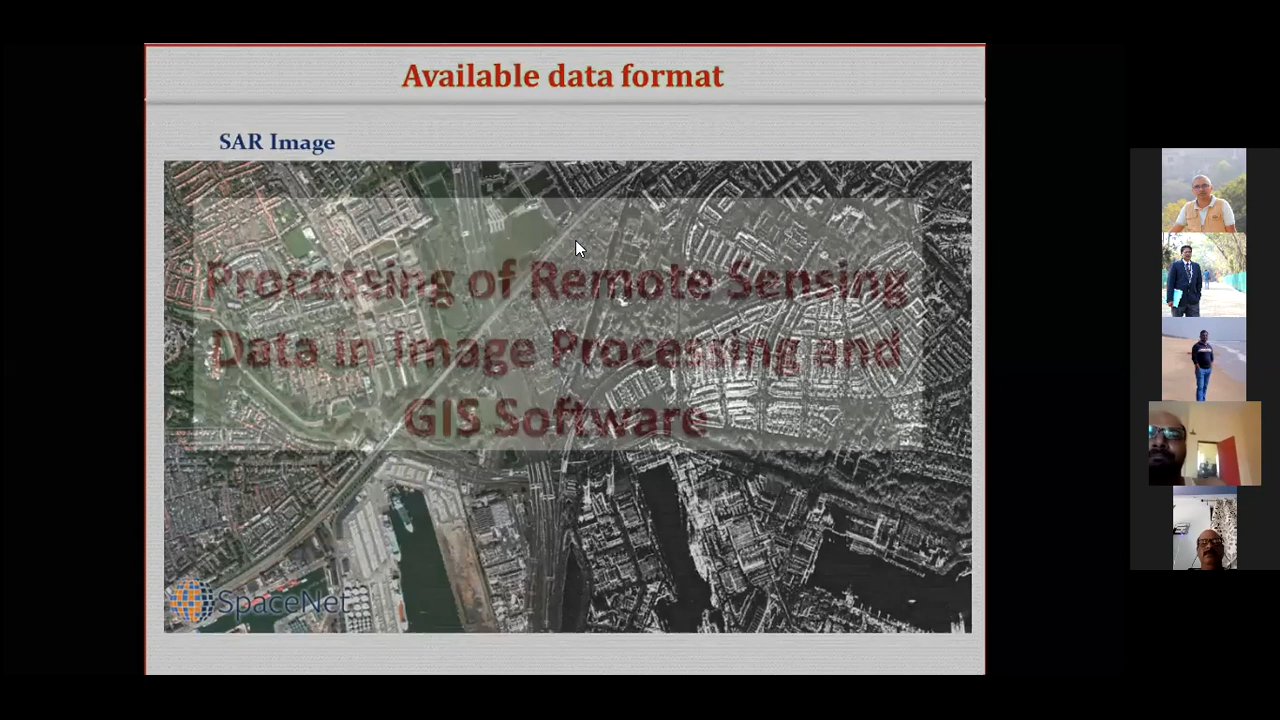 Available data format
SAR Image
Processing of Remote Sensing
Data in Image Processing and
GIS Software
SpaceNet